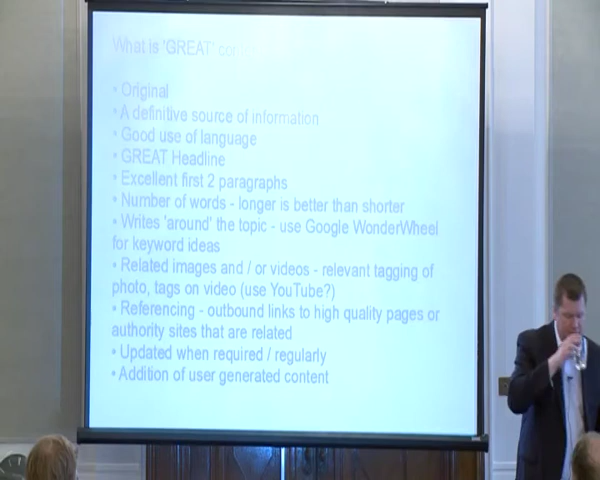 What is 'GREAT' con
• Original
• A definitive source of information
• Good use of language
• GREAT Headline
• Excellent first 2 paragraphs
• Number of words - longer is better than shorter
• Writes 'around' the topic - use Google WonderWheel
for keyword ideas
• Related images and / or videos - relevant tagging of
photo, tags on video (use YouTube?)
• Referencing - outbound links to high quality pages or
authority sites that are related
• Updated when required / regularly
• Addition of user generated content